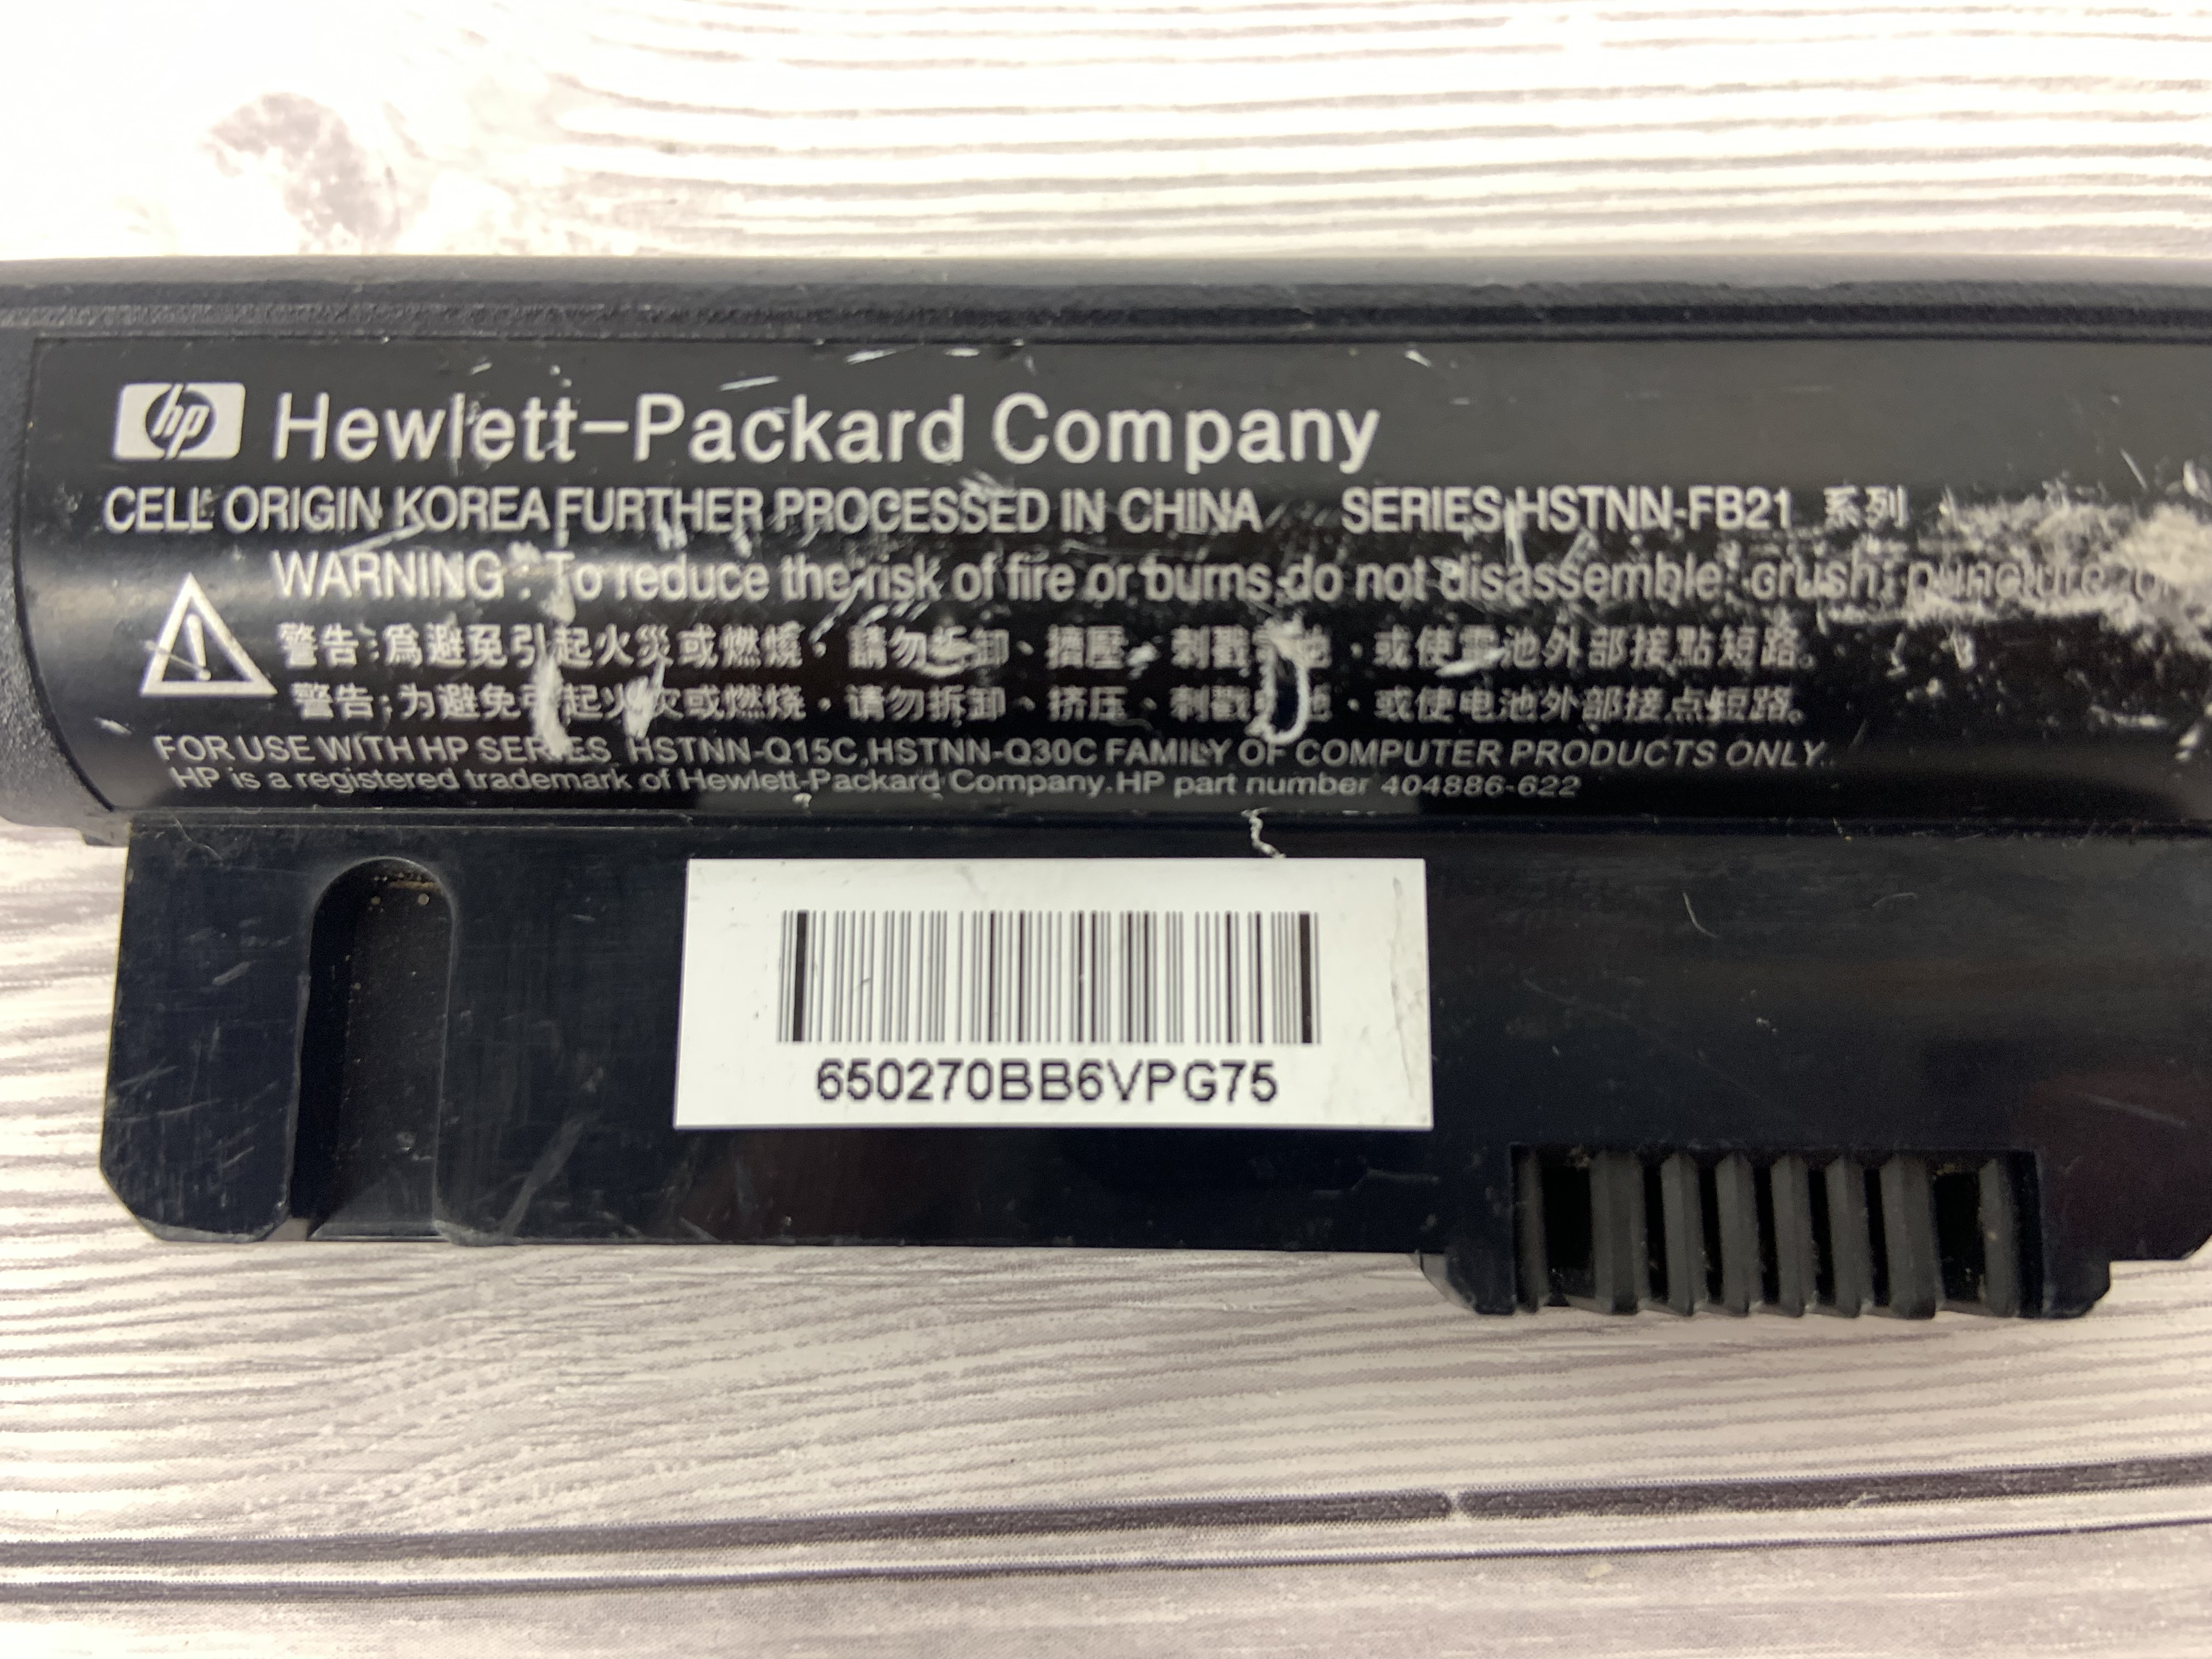 hp Hewlett-Packard Company
CELL ORIGIN KOREA FURTHER PROCESSED IN CHINA SERIES HSTNN-FB21 系列
WARNING : To reduce the risk of fire or burns, do not disassemble, crush, puncture,
警告:為避免引起火災或燃燒，請勿拆卸、擠壓、刺戳電池，或使電池外部接點短路。
警告:为避免引起火灾或燃烧，请勿拆卸、挤压、刺戳电池，或使电池外部接点短路。
FOR USE WITH HP SERIES HSTNN-Q15C,HSTNN-Q30C FAMILY OF COMPUTER PRODUCTS ONLY.
HP is a registered trademark of Hewlett-Packard Company.HP part number 404886-622
650270BB6VPG75